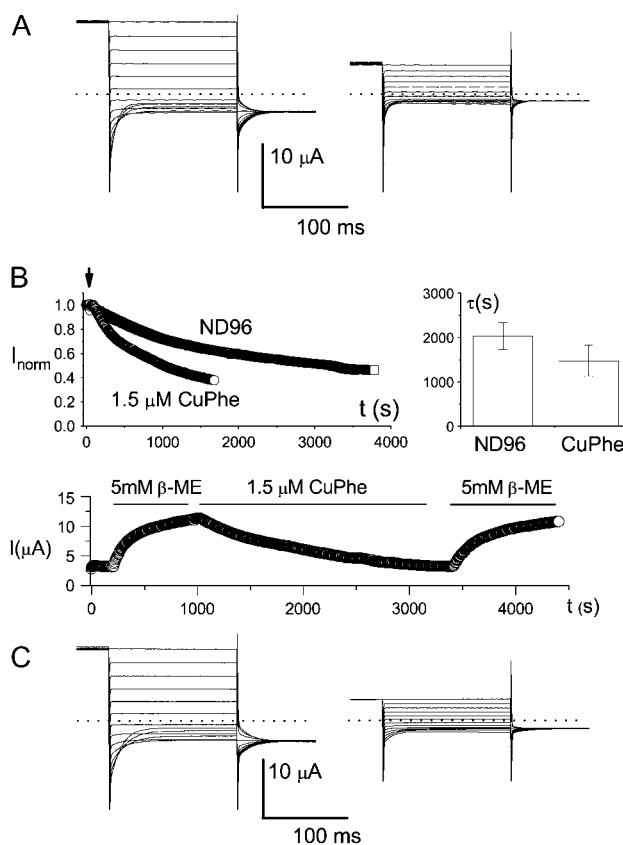 A
10 μA
100 ms
B
1.0
0.8
0.6
0.4
0.2
0.0
I norm
ND96
1.5 μM CuPhe
t (s)
0 1000 2000 3000 4000
τ(s)
3000
2000
1000
0
ND96 CuPhe
5mM β-ME 1.5 μM CuPhe 5mM β-ME
15
10
5
0
I(μA)
0 1000 2000 3000 4000
t (s)
C
10 μA
100 ms